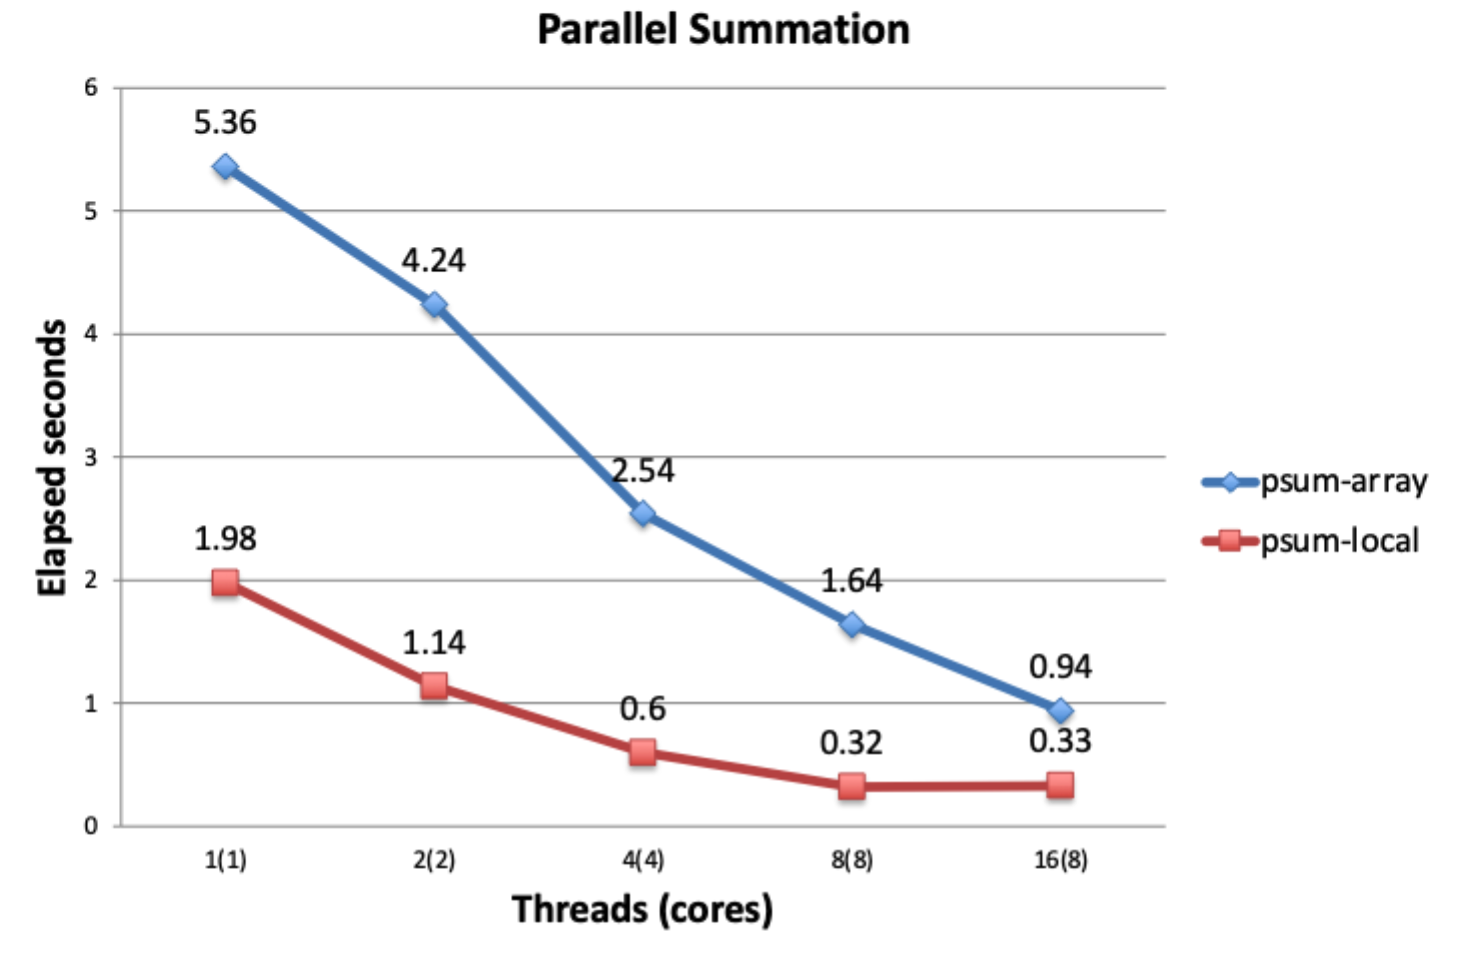 Parallel Summation
6
5.36
5
4.24
4
Elapsed seconds
3
2.54
psum-array
1.98
psum-local
2
1.64
1.14
0.94
1
0.6
0.32
0.33
0
1(1) 2(2) 4(4) 8(8) 16(8)
Threads (cores)